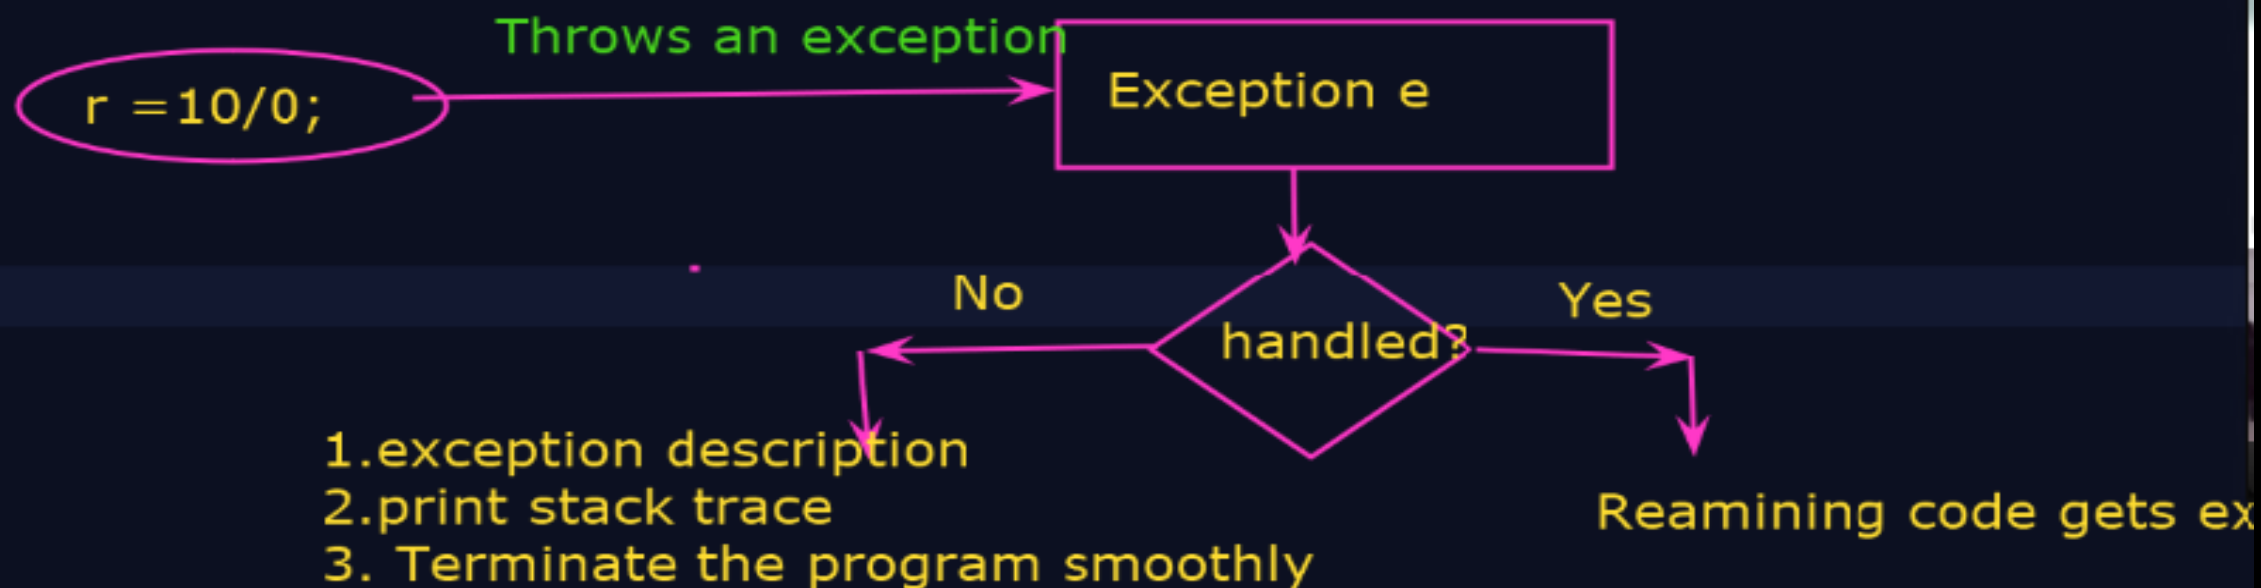 Throws an exception
r =10/0;
Exception e
No
Yes
handled?
1.exception description
2.print stack trace
3. Terminate the program smoothly
Reamining code gets